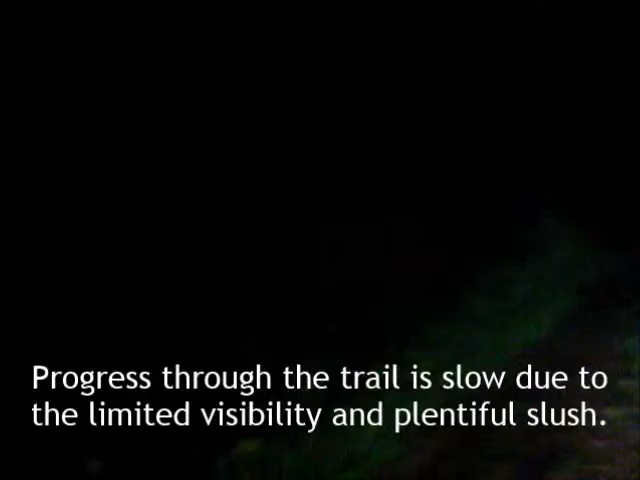 Progress through the trail is slow due to
the limited visibility and plentiful slush.